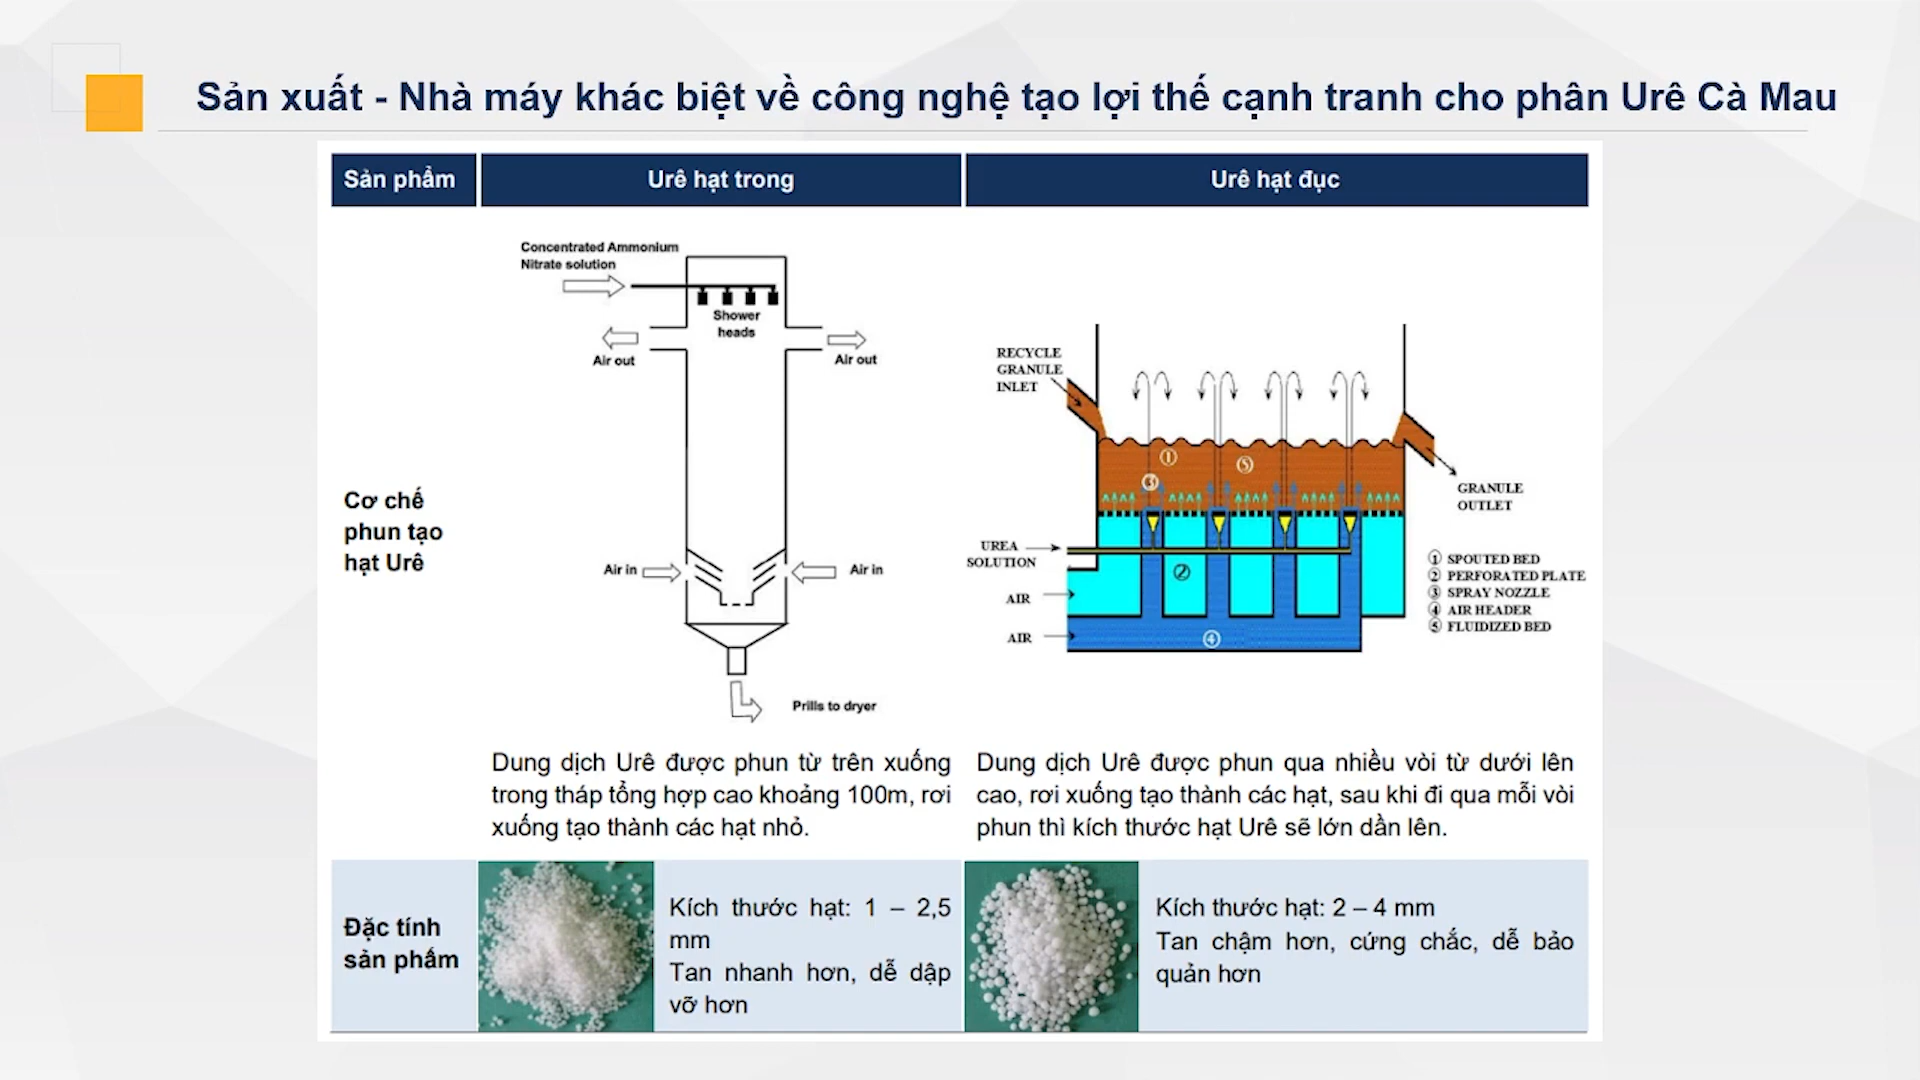 Sản xuất - Nhà máy khác biệt về công nghệ tạo lợi thế cạnh tranh cho phân Urê Cà Mau
Sản phẩm
Urê hạt trong
Urê hạt đục
Cơ chế
phun tạo
hạt Urê
Concentrated Ammonium
Nitrate solution
Shower
heads
Air out
Air out
Air in
Air in
Prills to dryer
RECYCLE
GRANULE
INLET
①
⑤
③
GRANULE
OUTLET
UREA
SOLUTION
②
AIR
AIR
④
① SPOUTED BED
② PERFORATED PLATE
③ SPRAY NOZZLE
④ AIR HEADER
⑤ FLUIDIZED BED
Dung dịch Urê được phun từ trên xuống
trong tháp tổng hợp cao khoảng 100m, rơi
xuống tạo thành các hạt nhỏ.
Dung dịch Urê được phun qua nhiều vòi từ dưới lên
cao, rơi xuống tạo thành các hạt, sau khi đi qua mỗi vòi
phun thì kích thước hạt Urê sẽ lớn dần lên.
Đặc tính
sản phẩm
Kích thước hạt: 1 – 2,5
mm
Tan nhanh hơn, dễ dập
vỡ hơn
Kích thước hạt: 2 – 4 mm
Tan chậm hơn, cứng chắc, dễ bảo
quản hơn